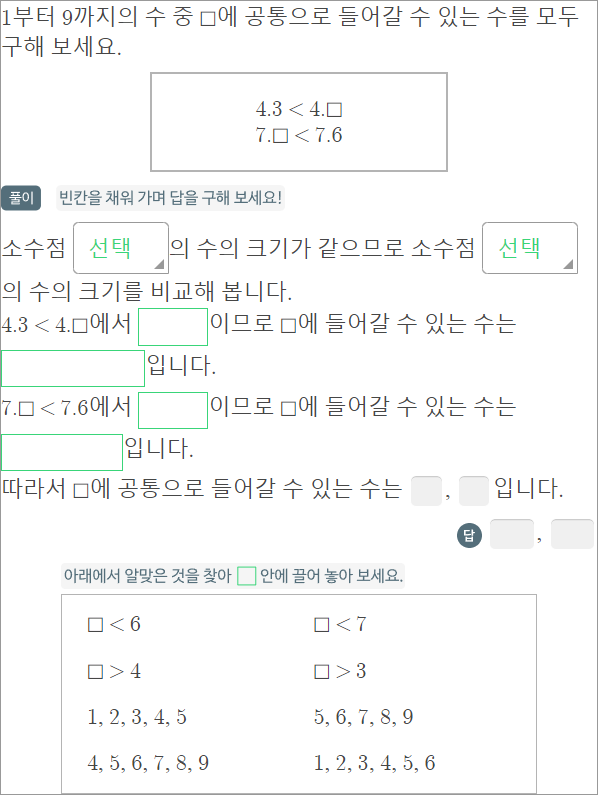 1부터 9까지의 수 중 □에 공통으로 들어갈 수 있는 수를 모두
구해 보세요.
4.3 < 4.□
7.□ < 7.6
풀이 빈칸을 채워 가며 답을 구해 보세요!
소수점 선택 의 수의 크기가 같으므로 소수점 선택
의 수의 크기를 비교해 봅니다.
4.3 < 4.□에서 □이므로 □에 들어갈 수 있는 수는
□입니다.
7.□ < 7.6에서 □이므로 □에 들어갈 수 있는 수는
□입니다.
따라서 □에 공통으로 들어갈 수 있는 수는 □, □입니다.
답 □, □
아래에서 알맞은 것을 찾아 □ 안에 끌어 놓아 보세요.
□ < 6 □ < 7
□ > 4 □ > 3
1, 2, 3, 4, 5 5, 6, 7, 8, 9
4, 5, 6, 7, 8, 9 1, 2, 3, 4, 5, 6